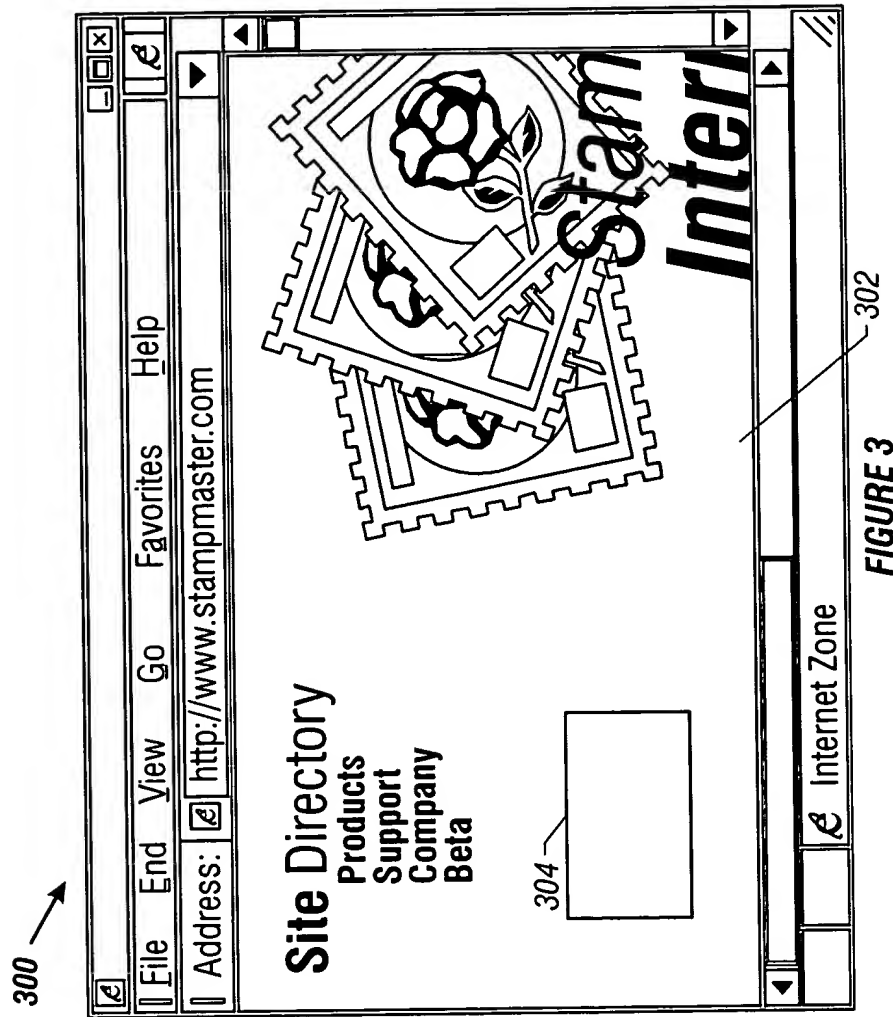 300
File End View Go Favorites Help
Address: http://www.stampmaster.com
Site Directory
Products
Support
Company
Beta
304
Stam
Intern
302
Internet Zone
FIGURE 3